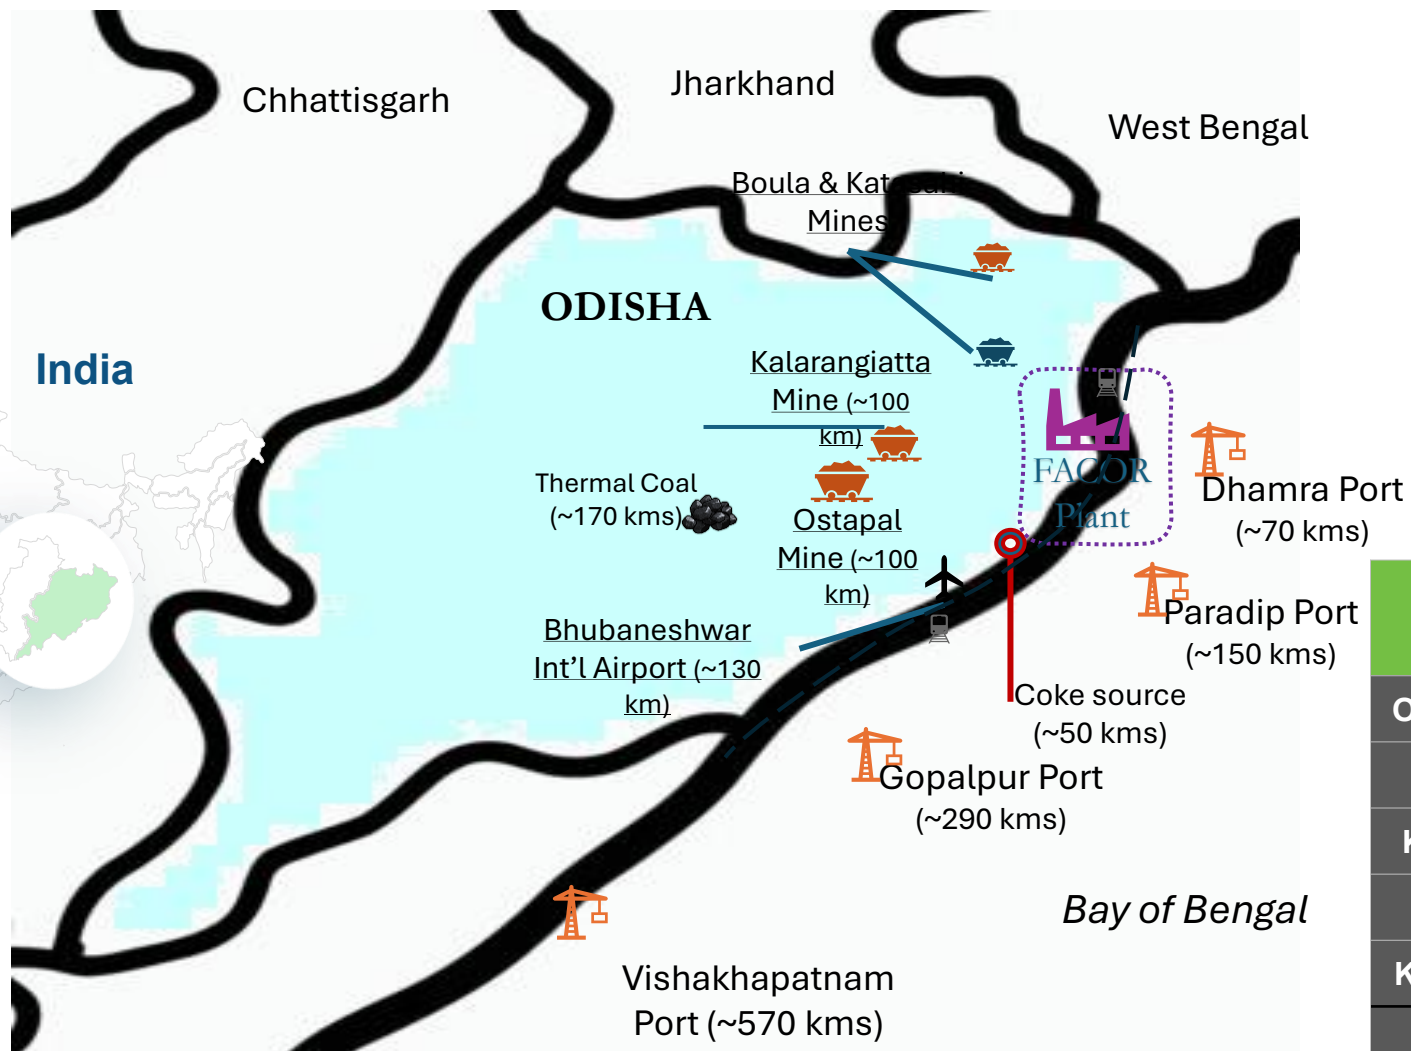 Chhattisgarh
Jharkhand
West Bengal
Boula &
Mines
ODISHA
India
Kalarangiatta
Mine (~100
km)
Thermal Coal
(~170 kms)
Ostapal
Mine (~100
km)
FACOR
Plant
Dhamra Port
(~70 kms)
Paradip Port
(~150 kms)
Bhubaneshwar
Int’l Airport (~130
km)
Coke source
(~50 kms)
Gopalpur Port
(~290 kms)
Bay of Bengal
Vishakhapatnam
Port (~570 kms)